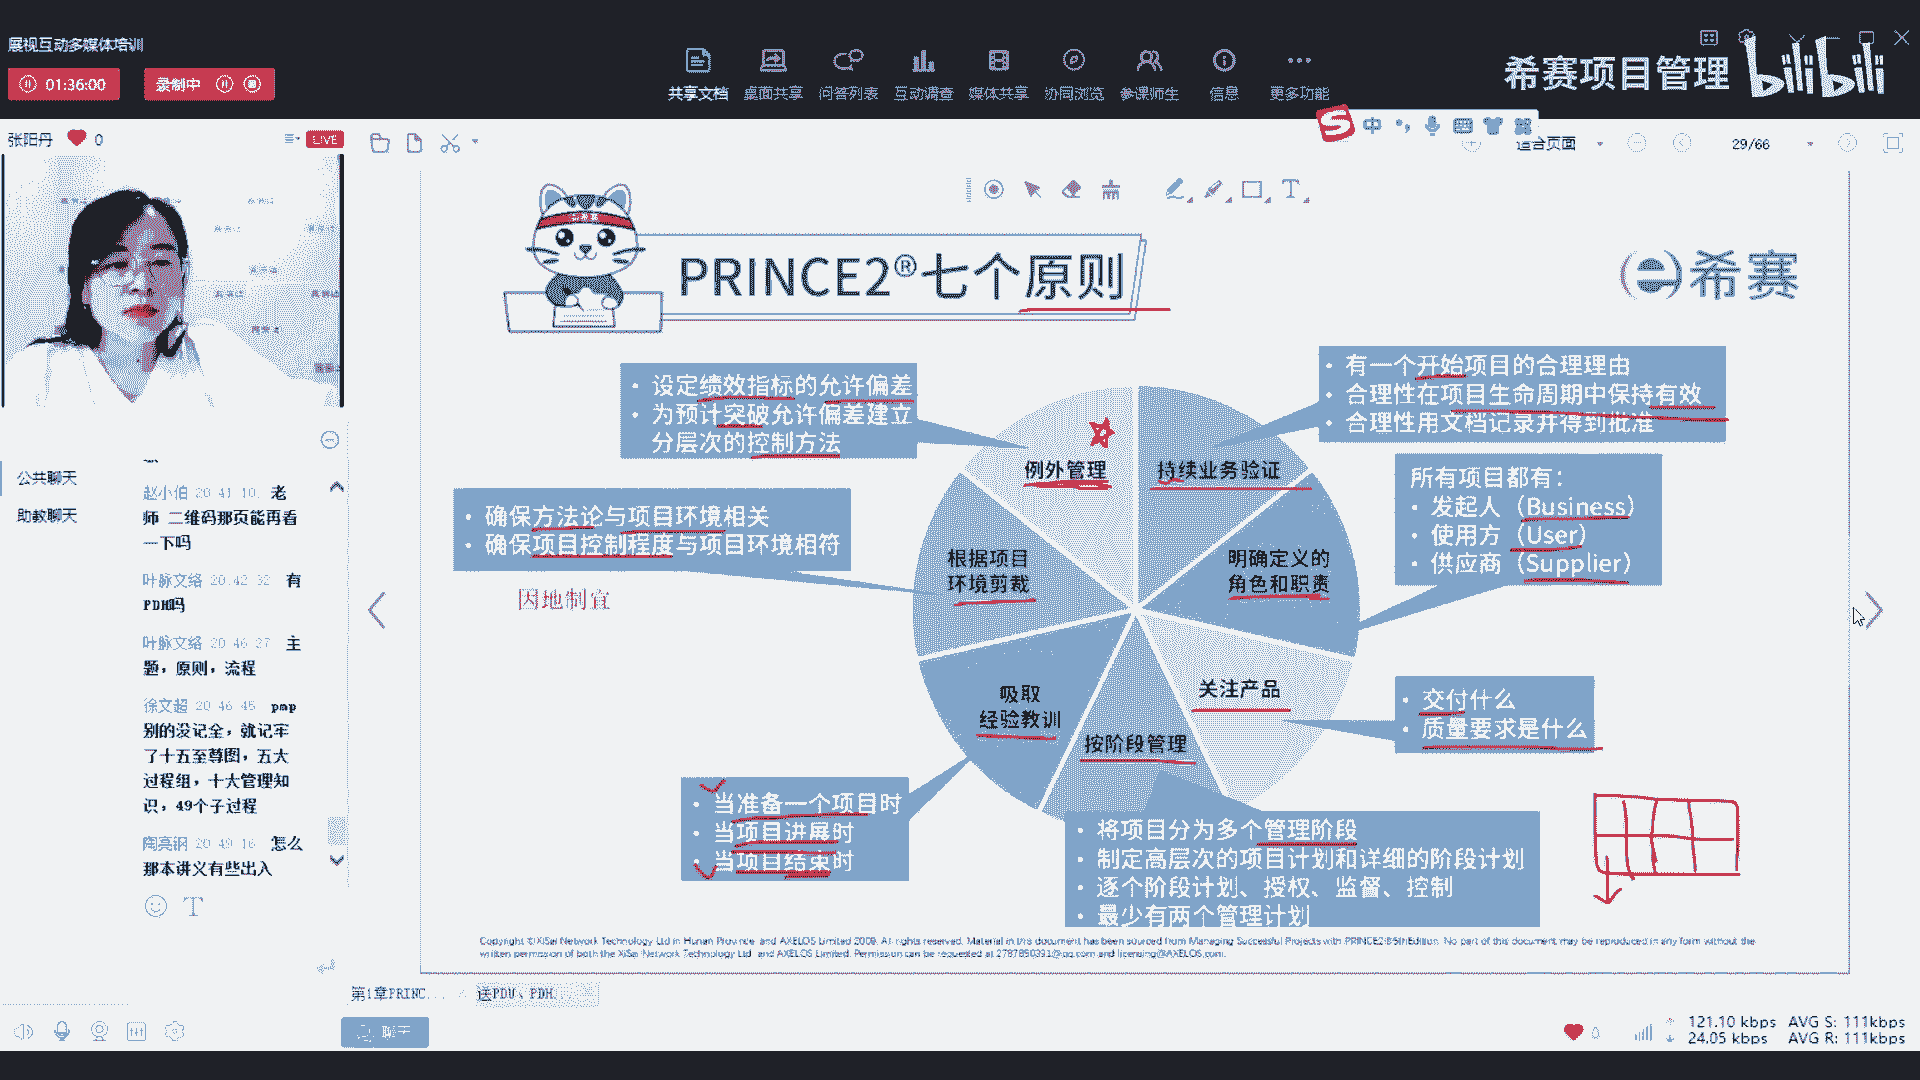 展视互动多媒体培训
01:36:00
录制中
共享文档 桌面共享 问答列表 互动调查 媒体共享 协同浏览 参课师生 信息 更多功能
希赛项目管理
bilibili
中
张阳丹 0
LIVE
适合页面
29/66
T
PRINCE2®七个原则
希赛
• 设定绩效指标的允许偏差
• 为预计突破允许偏差建立
分层次的控制方法
• 有一个开始项目的合理理由
• 合理性在项目生命周期中保持有效
• 合理性用文档记录并得到批准
例外管理
持续业务验证
所有项目都有：
• 发起人（Business）
• 使用方（User）
• 供应商（Supplier）
• 确保方法论与项目环境相关
• 确保项目控制程度与项目环境相符
因地制宜
根据项目
环境剪裁
明确定义的
角色和职责
吸取
经验教训
关注产品
按阶段管理
• 交付什么
• 质量要求是什么
• 当准备一个项目时
• 当项目进展时
• 当项目结束时
• 将项目分为多个管理阶段
• 制定高层次的项目计划和详细的阶段计划
• 逐个阶段计划、授权、监督、控制
• 最少有两个管理计划
Copyright ©XiSai Network Technology Ltd in Hunan Province and AXELOS Limited 2009. All rights reserved. Material in this document has been sourced from Managing Successful Projects with PRINCE2 6th Edition. No part of this document may be reproduced in any form without the
written permission of both the XiSai Network Technology Ltd and AXELOS Limited. Permission can be requested at
公共聊天
助教聊天
赵小伯 20:41:10. 老
师 二维码那页能再看
一下吗
叶脉文络 20:42:32 有
PDH吗
叶脉文络 20:46:27 主
题，原则，流程
徐文超 20:46:45 pmp
别的没记全，就记牢
了十五至尊图，五大
过程组，十大管理知
识，49个子过程
陶亮钢 20:49:16 怎么
那本讲义有些出入
T
第1章PRINC... 送PDU、PDH
聊天
0
121.10 kbps AVG S: 111kbps
24.05 kbps AVG R: 111kbps